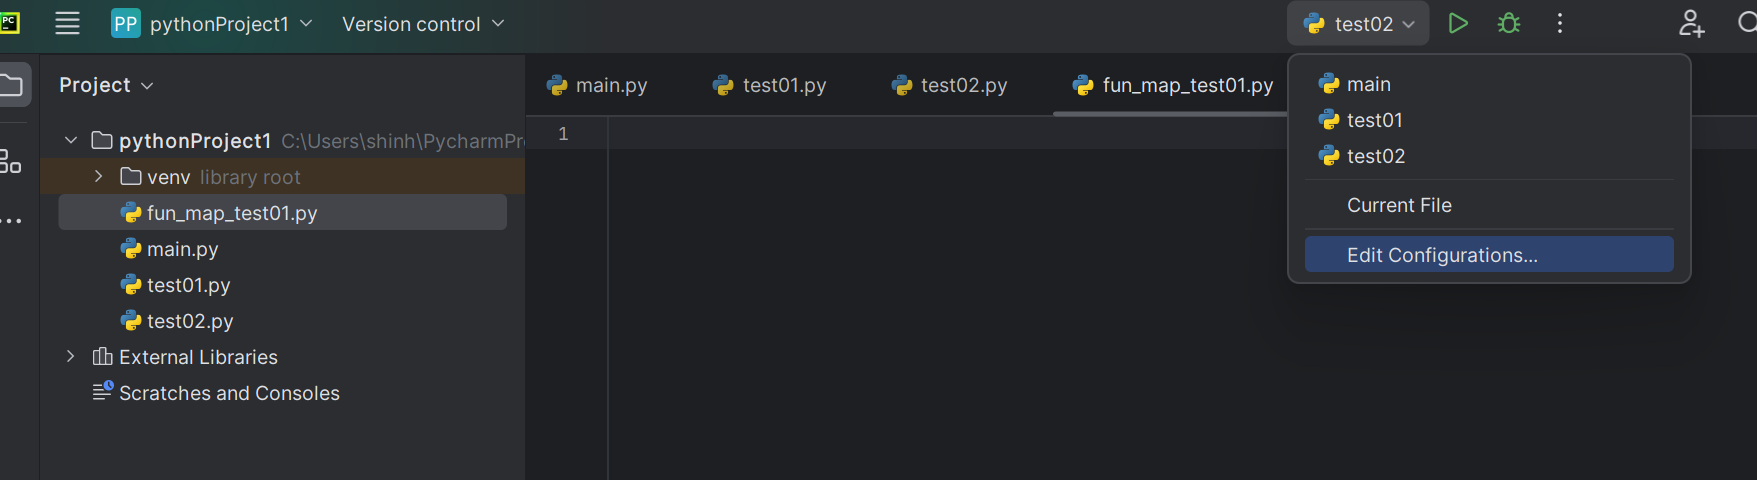 PC
PP pythonProject1 Version control test02
Project
main.py test01.py test02.py fun_map_test01.py
main
test01
test02
Current File
Edit Configurations...
1
pythonProject1 C:\Users\shinh\PycharmPr
venv library root
fun_map_test01.py
main.py
test01.py
test02.py
External Libraries
Scratches and Consoles